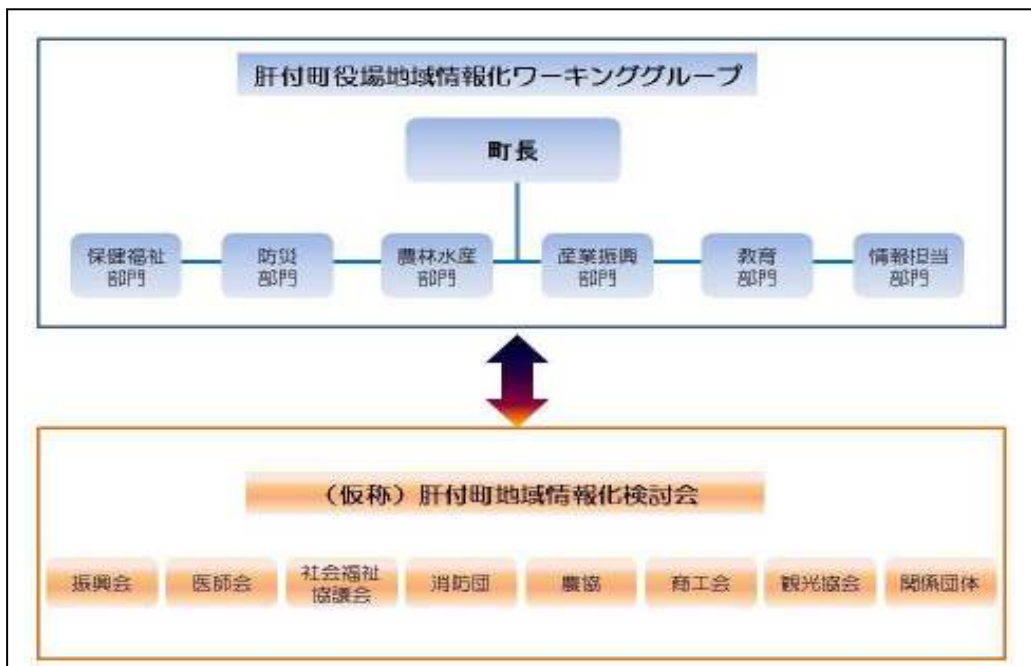 肝付町役場地域情報化ワーキンググループ
町長
保健福祉
部門
防災
部門
農林水産
部門
産業振興
部門
教育
部門
情報担当
部門
（仮称）肝付町地域情報化検討会
振興会
医師会
社会福祉
協議会
消防団
農協
商工会
観光協会
関係団体